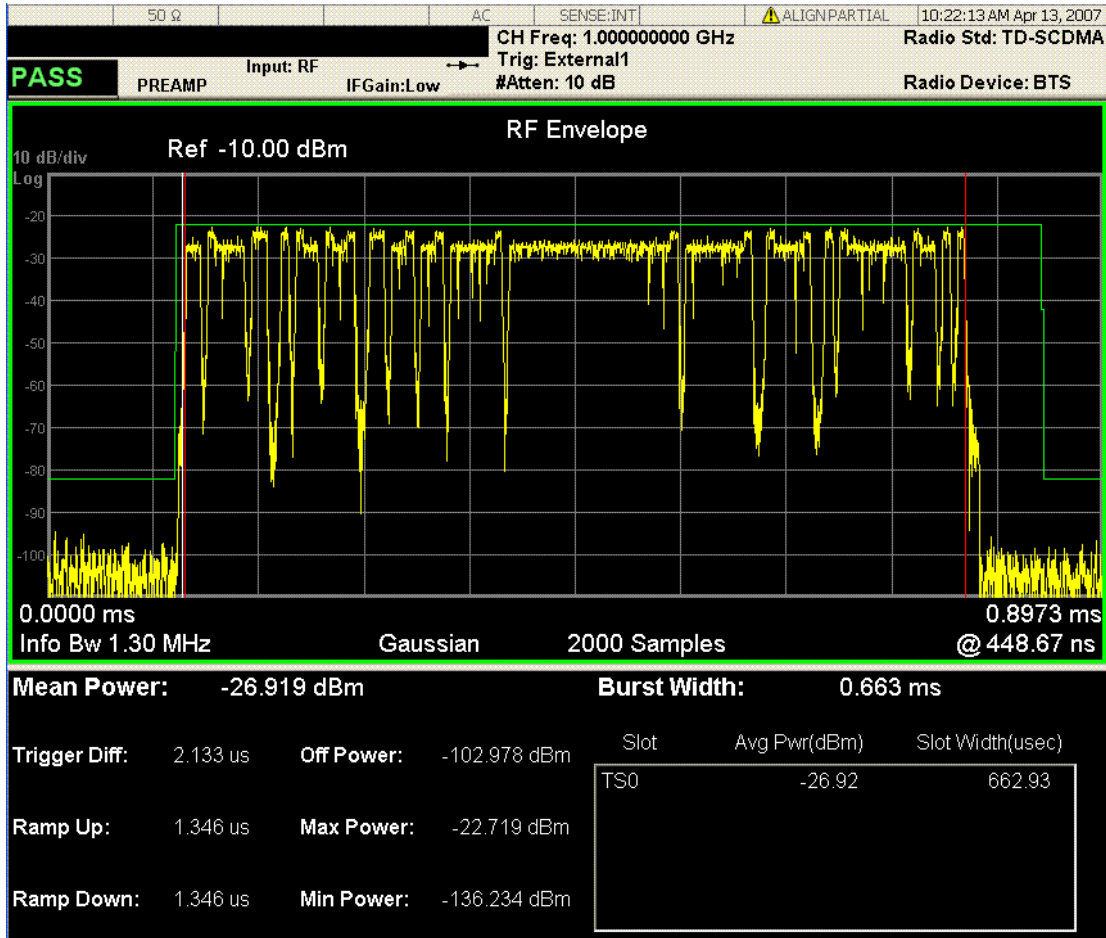 50 Ω AC SENSE:INT ALIGN PARTIAL 10:22:13 AM Apr 13, 2007
CH Freq: 1.000000000 GHz Radio Std: TD-SCDMA
PASS Input: RF Trig: External1
PREAMP IFGain:Low #Atten: 10 dB Radio Device: BTS
RF Envelope
10 dB/div Ref -10.00 dBm
Log
-20
-30
-40
-50
-60
-70
-80
-90
-100
0.0000 ms 0.8973 ms
Info Bw 1.30 MHz Gaussian 2000 Samples @ 448.67 ns
Mean Power: -26.919 dBm Burst Width: 0.663 ms
Slot Avg Pwr(dBm) Slot Width(usec)
Trigger Diff: 2.133 us Off Power: -102.978 dBm
TS0 -26.92 662.93
Ramp Up: 1.346 us Max Power: -22.719 dBm
Ramp Down: 1.346 us Min Power: -136.234 dBm